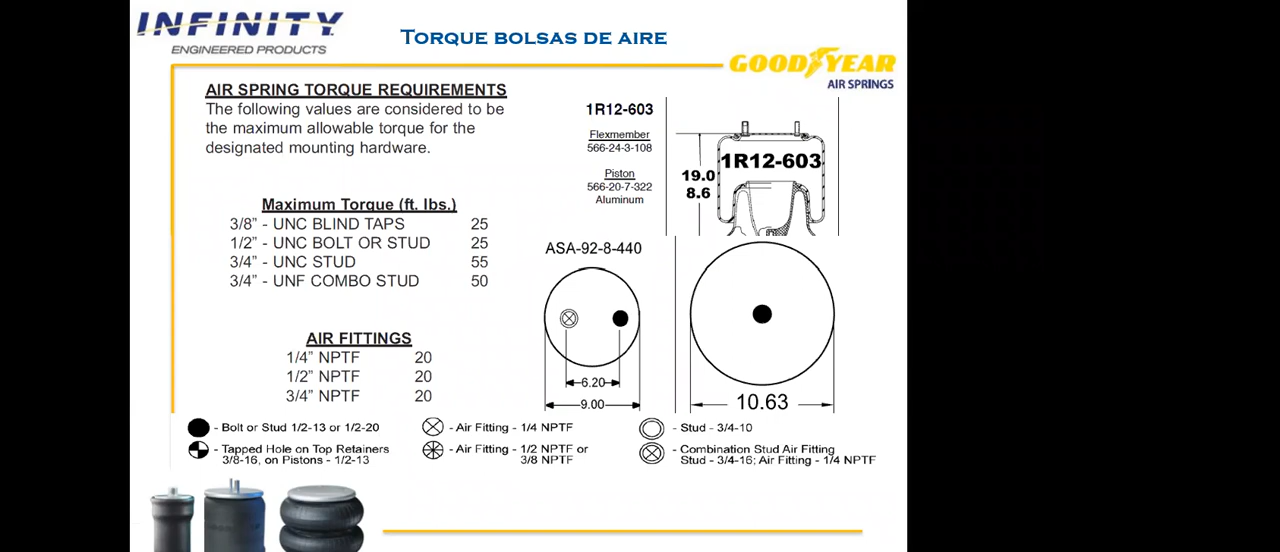 INFINITY
ENGINEERED PRODUCTS
TORQUE BOLSAS DE AIRE
GOODYEAR
AIR SPRINGS
AIR SPRING TORQUE REQUIREMENTS
The following values are considered to be
the maximum allowable torque for the
designated mounting hardware.
Maximum Torque (ft. lbs.)
3/8” - UNC BLIND TAPS 25
1/2” - UNC BOLT OR STUD 25
3/4” - UNC STUD 55
3/4” - UNF COMBO STUD 50
AIR FITTINGS
1/4” NPTF 20
1/2” NPTF 20
3/4” NPTF 20
1R12-603
Flexmember
566-24-3-108
Piston
566-20-7-322
Aluminum
1R12-603
19.0
8.6
ASA-92-8-440
6.20
9.00
10.63
- Bolt or Stud 1/2-13 or 1/2-20
- Tapped Hole on Top Retainers
3/8-16, on Pistons - 1/2-13
- Air Fitting - 1/4 NPTF
- Air Fitting - 1/2 NPTF or
3/8 NPTF
- Stud - 3/4-10
- Combination Stud Air Fitting
Stud - 3/4-16; Air Fitting - 1/4 NPTF